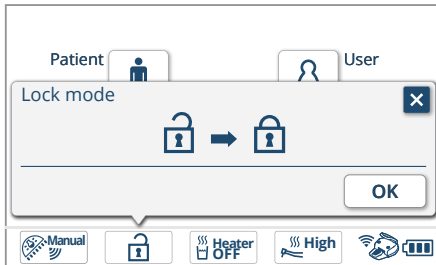 Patient
User
Lock mode
OK
Manual
Heater
OFF
High